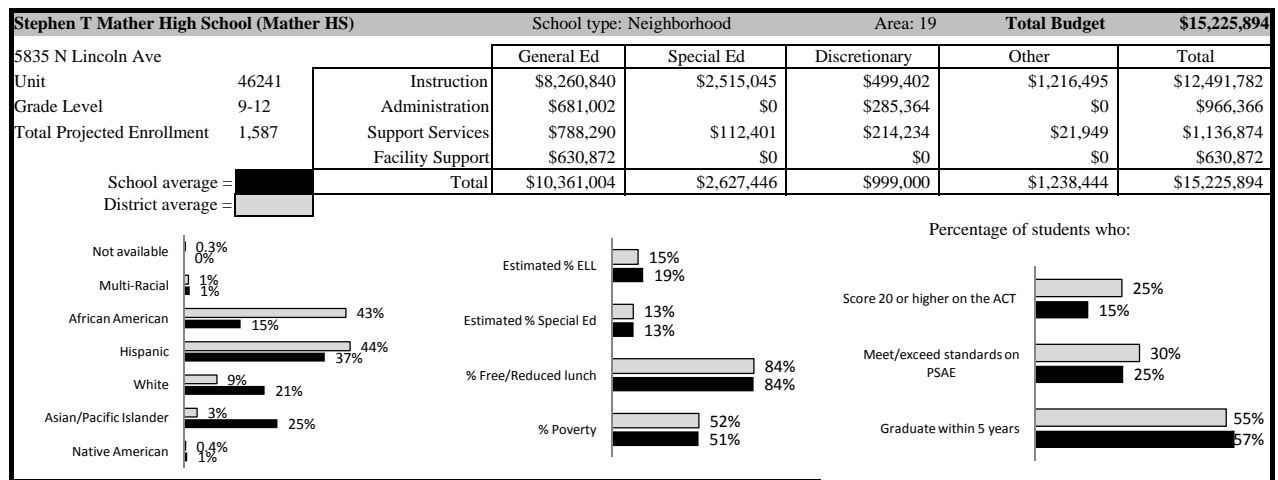 Stephen T Mather High School (Mather HS) School type: Neighborhood Area: 19 Total Budget $15,225,894
5835 N Lincoln Ave General Ed Special Ed Discretionary Other Total
Unit 46241 Instruction $8,260,840 $2,515,045 $499,402 $1,216,495 $12,491,782
Grade Level 9-12 Administration $681,002 $0 $285,364 $0 $966,366
Total Projected Enrollment 1,587 Support Services $788,290 $112,401 $214,234 $21,949 $1,136,874
Facility Support $630,872 $0 $0 $0 $630,872
School average = Total $10,361,004 $2,627,446 $999,000 $1,238,444 $15,225,894
District average =
Not available 0.3%
0%
Multi-Racial 1%
1%
African American 43%
15%
Hispanic 44%
37%
White 9%
21%
Asian/Pacific Islander 3%
25%
Native American 0.4%
1%
Estimated % ELL 15%
19%
Estimated % Special Ed 13%
13%
% Free/Reduced lunch 84%
84%
% Poverty 52%
51%
Percentage of students who:
Score 20 or higher on the ACT 25%
15%
Meet/exceed standards on
PSAE
30%
25%
Graduate within 5 years 55%
57%